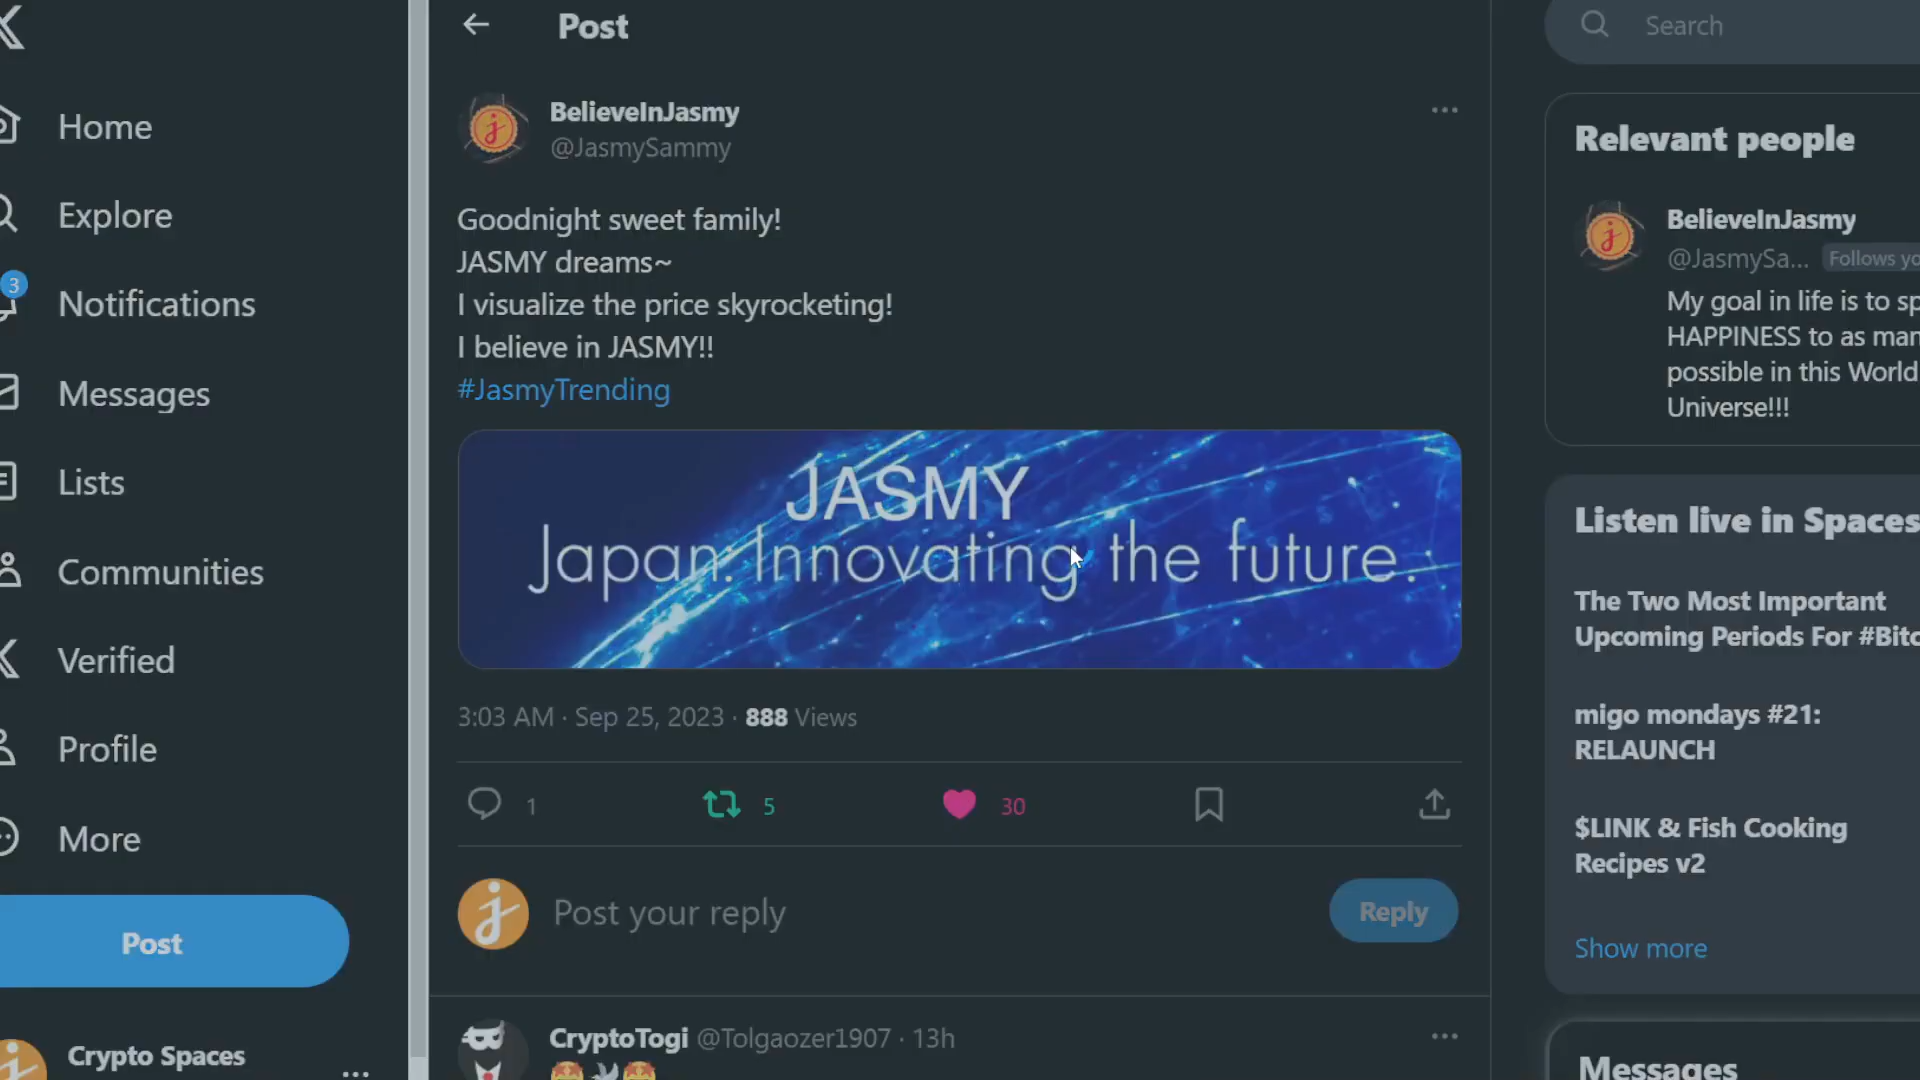 Home
Explore
3
Notifications
Messages
Lists
Communities
Verified
Profile
More
Post
Crypto Spaces
Post
BelieveInJasmy
@JasmySammy
Goodnight sweet family!
JASMY dreams~
I visualize the price skyrocketing!
I believe in JASMY!!
#JasmyTrending
JASMY
Japan: Innovating the future.
3:03 AM · Sep 25, 2023 · 888 Views
1
5
30
Post your reply
Reply
CryptoTogi @Tolgaozer1907 · 13h
Search
Relevant people
BelieveInJasmy
@JasmySa... Follows yo
My goal in life is to sp
HAPPINESS to as man
possible in this World
Universe!!!
Listen live in Spaces
The Two Most Important
Upcoming Periods For #Bitc
migo mondays #21:
RELAUNCH
$LINK & Fish Cooking
Recipes v2
Show more
Messages